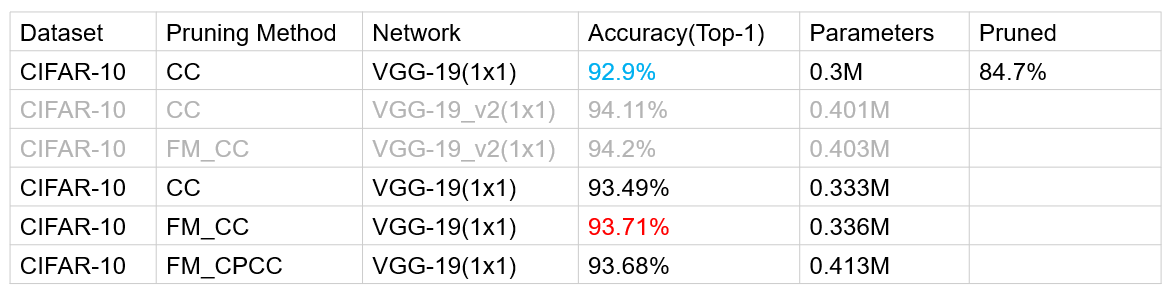 Dataset Pruning Method Network Accuracy(Top-1) Parameters Pruned
CIFAR-10 CC VGG-19(1x1) 92.9% 0.3M 84.7%
CIFAR-10 CC VGG-19_v2(1x1) 94.11% 0.401M
CIFAR-10 FM_CC VGG-19_v2(1x1) 94.2% 0.403M
CIFAR-10 CC VGG-19(1x1) 93.49% 0.333M
CIFAR-10 FM_CC VGG-19(1x1) 93.71% 0.336M
CIFAR-10 FM_CPCC VGG-19(1x1) 93.68% 0.413M